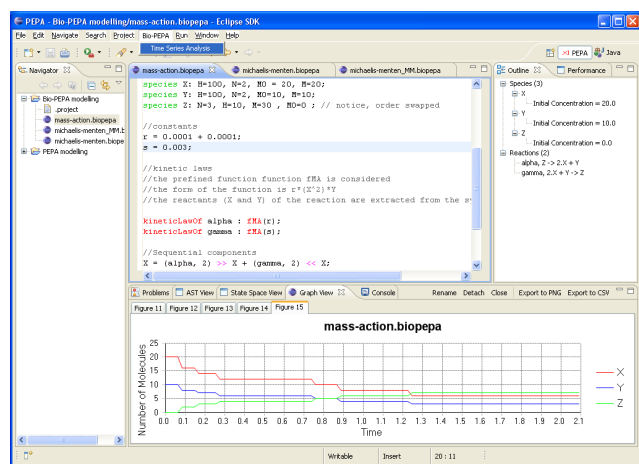 PEPA - Bio-PEPA modelling/mass-action.biopepa - Eclipse SDK
File Edit Navigate Search Project Bio-PEPA Run Window Help
Time Series Analysis
PEPA Java
Navigator
Bio-PEPA modelling
.project
mass-action.biopepa
michaelis-menten_MM.b
michaelis-menten.biope
PEPA modelling
mass-action.biopepa michaelis-menten.biopepa michaelis-menten_MM.biopepa
species X: H=100, N=2, M0 = 20, M=20;
species Y: H=100, N=2, M0=10, M=10;
species Z: N=3, H=10, M=30 , M0=0 ; // notice, order swapped
//constants
r = 0.0001 + 0.0001;
s = 0.003;
//kinetic laws
//the prefined function function fMA is considered
//the form of the function is r*(X^2)*Y
//the reactants (X and Y) of the reaction are extracted from the s
kineticLawOf alpha : fMA(r);
kineticLawOf gamma : fMA(s);
//Sequential components
X = (alpha, 2) >> X + (gamma, 2) << X;
Outline Performance
Species (3)
X
Initial Concentration = 20.0
Y
Initial Concentration = 10.0
Z
Initial Concentration = 0.0
Reactions (2)
alpha, Z -> 2.X + Y
gamma, 2.X + Y -> Z
Problems AST View State Space View Graph View Console Rename Detach Close Export to PNG Export to CSV
Figure 11 Figure 12 Figure 13 Figure 14 Figure 15
mass-action.biopepa
Number of Molecules
25
20
15
10
5
0
0.0 0.1 0.2 0.3 0.4 0.5 0.6 0.7 0.8 0.9 1.0 1.1 1.2 1.3 1.4 1.5 1.6 1.7 1.8 1.9 2.0 2.1
Time
X
Y
Z
Writable Insert 20 : 11